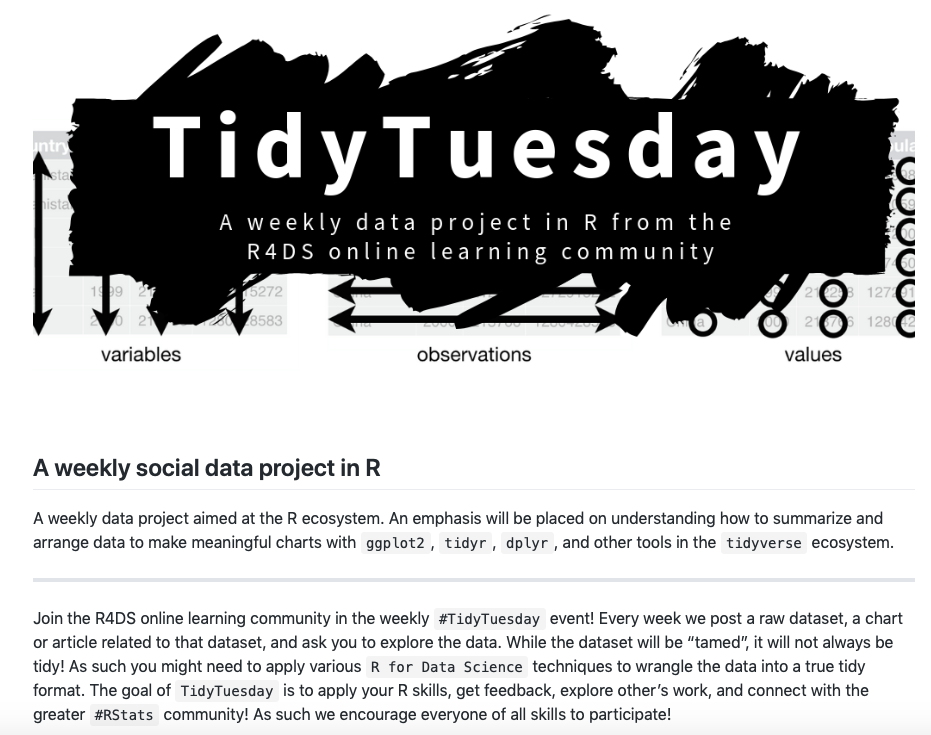 TidyTuesday
A weekly data project in R from the
R4DS online learning community
variables
observations
values
A weekly social data project in R
A weekly data project aimed at the R ecosystem. An emphasis will be placed on understanding how to summarize and
arrange data to make meaningful charts with ggplot2 , tidyr , dplyr , and other tools in the tidyverse ecosystem.
Join the R4DS online learning community in the weekly #TidyTuesday event! Every week we post a raw dataset, a chart
or article related to that dataset, and ask you to explore the data. While the dataset will be “tamed”, it will not always be
tidy! As such you might need to apply various R for Data Science techniques to wrangle the data into a true tidy
format. The goal of TidyTuesday is to apply your R skills, get feedback, explore other’s work, and connect with the
greater #RStats community! As such we encourage everyone of all skills to participate!